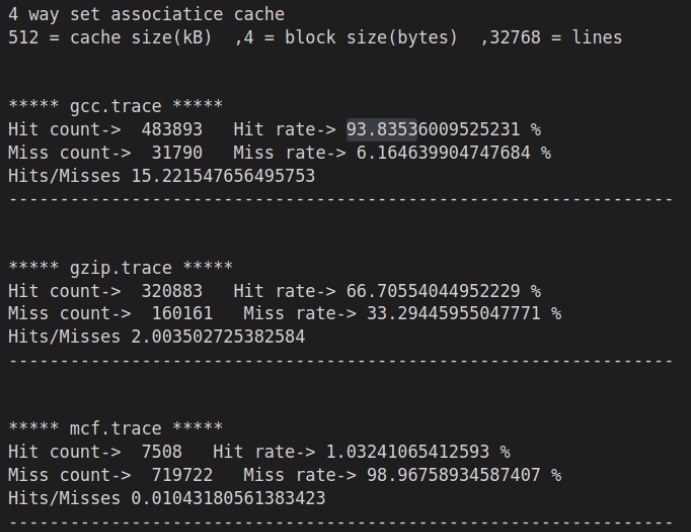 4 way set associatice cache
512 = cache size(kB)  ,4 = block size(bytes)  ,32768 = lines
***** gcc.trace *****
Hit count->  483893   Hit rate-> 93.83536009525231 %
Miss count->  31790   Miss rate-> 6.164639904747684 %
Hits/Misses 15.221547656495753
-----------------------------------------------------------------
***** gzip.trace *****
Hit count->  320883   Hit rate-> 66.70554044952229 %
Miss count->  160161   Miss rate-> 33.29445955047771 %
Hits/Misses 2.003502725382584
-----------------------------------------------------------------
***** mcf.trace *****
Hit count->  7508   Hit rate-> 1.03241065412593 %
Miss count->  719722   Miss rate-> 98.96758934587407 %
Hits/Misses 0.01043180561383423
-----------------------------------------------------------------